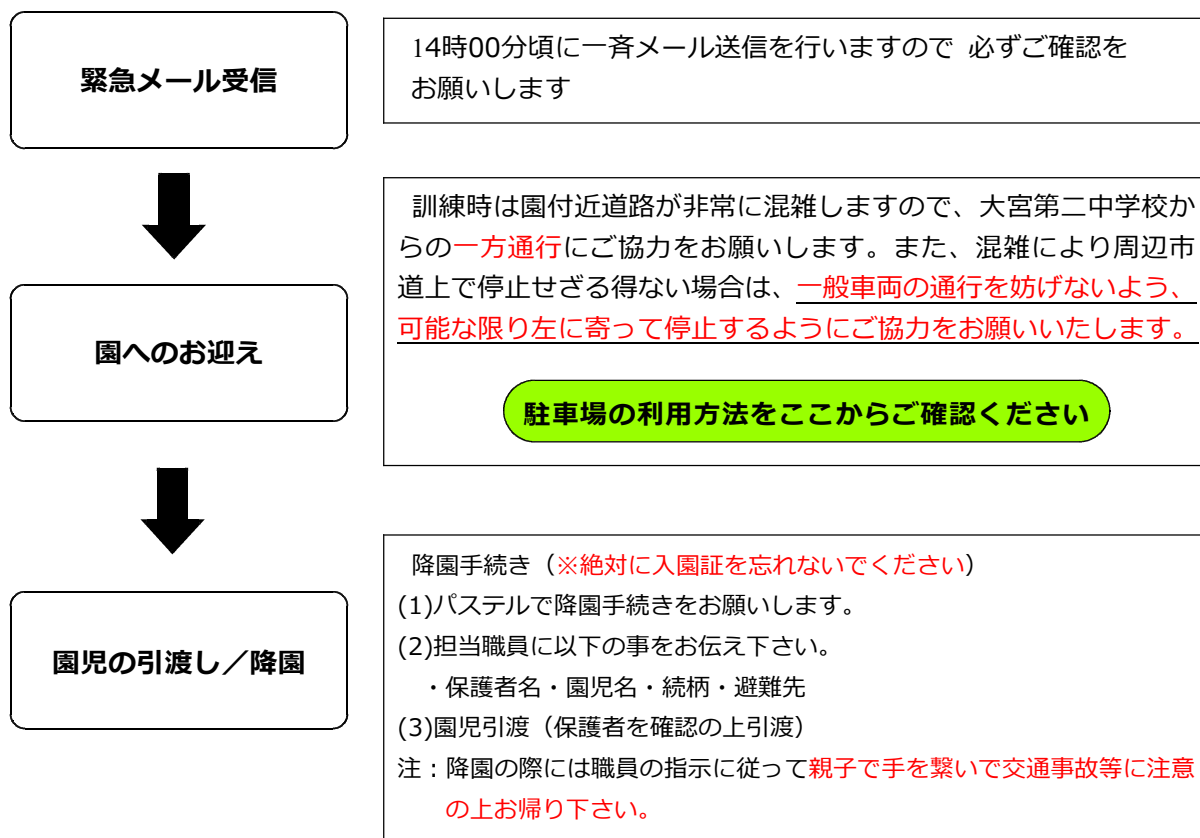 緊急メール受信
14時00分頃に一斉メール送信を行いますので 必ずご確認を
お願いします
園へのお迎え
訓練時は園付近道路が非常に混雑しますので、大宮第二中学校か
らの一方通行にご協力をお願いします。また、混雑により周辺市
道上で停止せざる得ない場合は、一般車両の通行を妨げないよう、
可能な限り左に寄って停止するようにご協力をお願いいたします。
駐車場の利用方法をここからご確認ください
園児の引渡し／降園
降園手続き（※絶対に入園証を忘れないでください）
(1)パステルで降園手続きをお願いします。
(2)担当職員に以下の事をお伝え下さい。
・保護者名・園児名・続柄・避難先
(3)園児引渡（保護者を確認の上引渡）
注：降園の際には職員の指示に従って親子で手を繋いで交通事故等に注意
の上お帰り下さい。